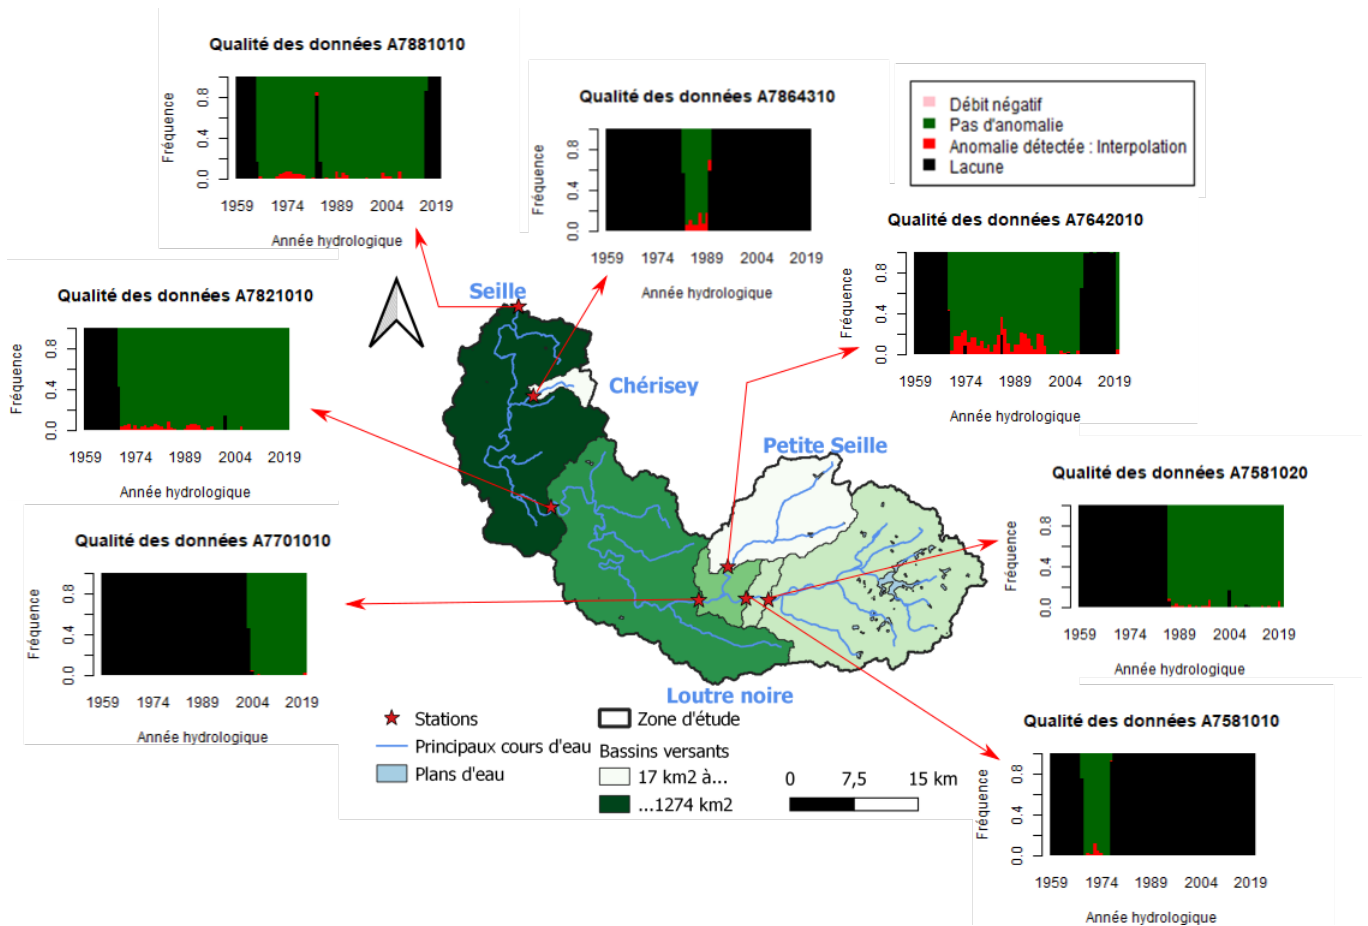 Qualité des données A7881010
Fréquence
0.8
0.4
0.0
1959 1974 1989 2004 2019
Année hydrologique
Qualité des données A7864310
Fréquence
0.8
0.4
0.0
1959 1974 1989 2004 2019
Année hydrologique
Débit négatif
Pas d'anomalie
Anomalie détectée : Interpolation
Lacune
Qualité des données A7642010
Fréquence
0.8
0.4
0.0
1959 1974 1989 2004 2019
Année hydrologique
Qualité des données A7821010
Fréquence
0.8
0.4
0.0
1959 1974 1989 2004 2019
Année hydrologique
Seille
Chérisey
Petite Seille
Loutre noire
Qualité des données A7581020
Fréquence
0.8
0.4
0.0
1959 1974 1989 2004 2019
Année hydrologique
Qualité des données A7701010
Fréquence
0.8
0.4
0.0
1959 1974 1989 2004 2019
Année hydrologique
Stations
Principaux cours d'eau
Plans d'eau
Zone d'étude
Bassins versants
17 km2 à...
...1274 km2
0 7,5 15 km
Qualité des données A7581010
Fréquence
0.8
0.4
0.0
1959 1974 1989 2004 2019
Année hydrologique